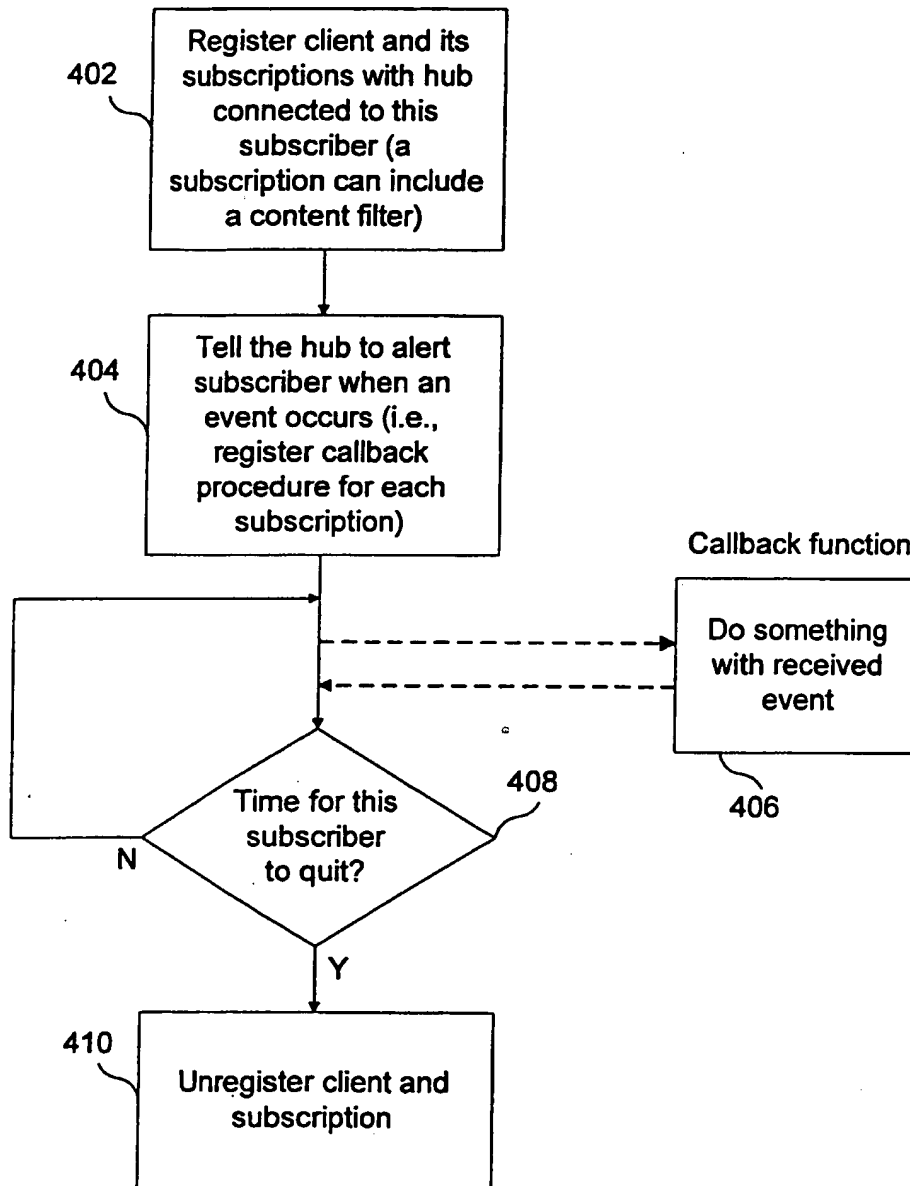 Register client and its
subscriptions with hub
connected to this
subscriber (a
subscription can include
a content filter)
402
Tell the hub to alert
subscriber when an
event occurs (i.e.,
register callback
procedure for each
subscription)
404
Callback function
Do something
with received
event
406
Time for this
subscriber
to quit?
408
N
Y
Unregister client and
subscription
410